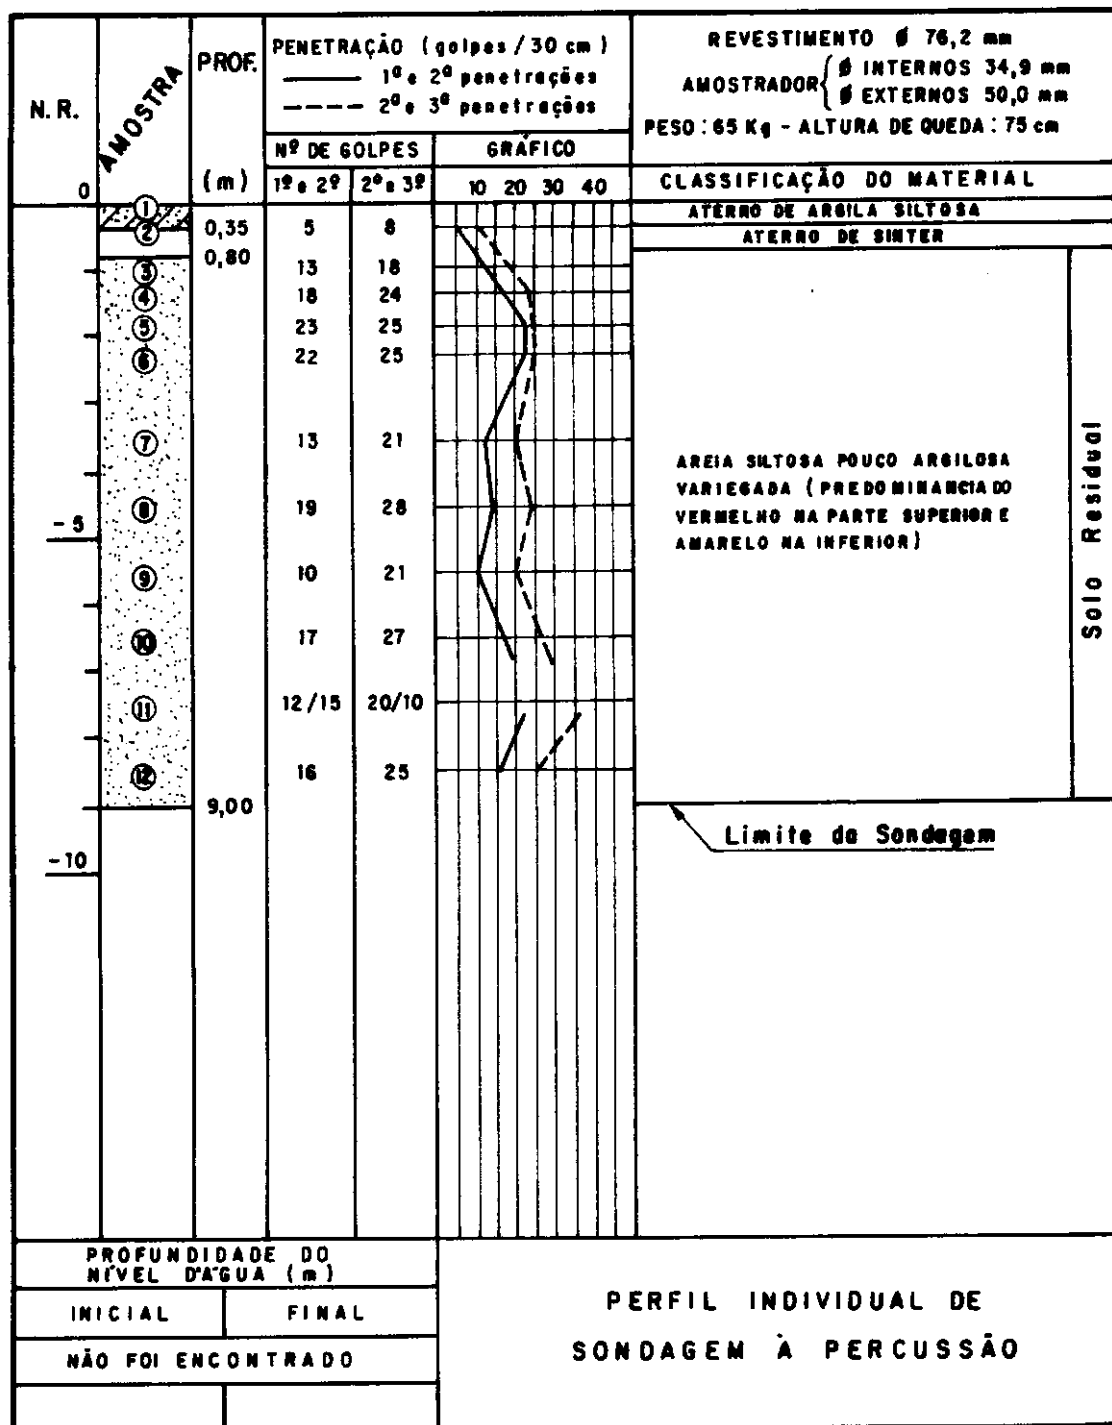 N.R.
AMOSTRA
PROF.
(m)
PENETRAÇÃO (golpes/30 cm)
1ª e 2ª penetrações
2ª e 3ª penetrações
Nº DE GOLPES
GRÁFICO
1º e 2º
2º e 3º
10 20 30 40
REVESTIMENTO Ø 76,2 mm
AMOSTRADOR
Ø INTERNOS 34,9 mm
Ø EXTERNOS 50,0 mm
PESO: 65 Kg - ALTURA DE QUEDA: 75 cm
CLASSIFICAÇÃO DO MATERIAL
0
1
ATERRO DE ARGILA SILTOSA
2 0,35 5 8
ATERRO DE SINTER
0,80
3 13 18
4 18 24
5 23 25
6 22 25
7 13 21
8 19 28
-5
9 10 21
10 17 27
11 12/15 20/10
12 16 25
9,00
-10
AREIA SILTOSA POUCO ARGILOSA
VARIEGADA (PREDOMINANCIA DO
VERMELHO NA PARTE SUPERIOR E
AMARELO NA INFERIOR)
Solo Residual
Limite da Sondagem
PROFUNDIDADE DO
NÍVEL D'ÁGUA (m)
INICIAL
FINAL
NÃO FOI ENCONTRADO
PERFIL INDIVIDUAL DE
SONDAGEM À PERCUSSÃO